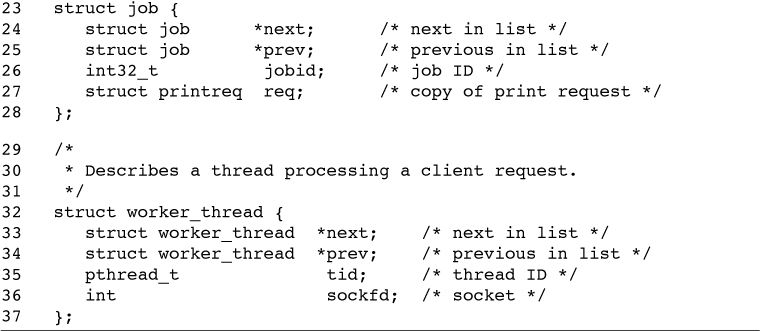 23 struct job {
24 struct job *next; /* next in list */
25 struct job *prev; /* previous in list */
26 int32_t jobid; /* job ID */
27 struct printreq req; /* copy of print request */
28 };
29 /*
30 * Describes a thread processing a client request.
31 */
32 struct worker_thread {
33 struct worker_thread *next; /* next in list */
34 struct worker_thread *prev; /* previous in list */
35 pthread_t tid; /* thread ID */
36 int sockfd; /* socket */
37 };